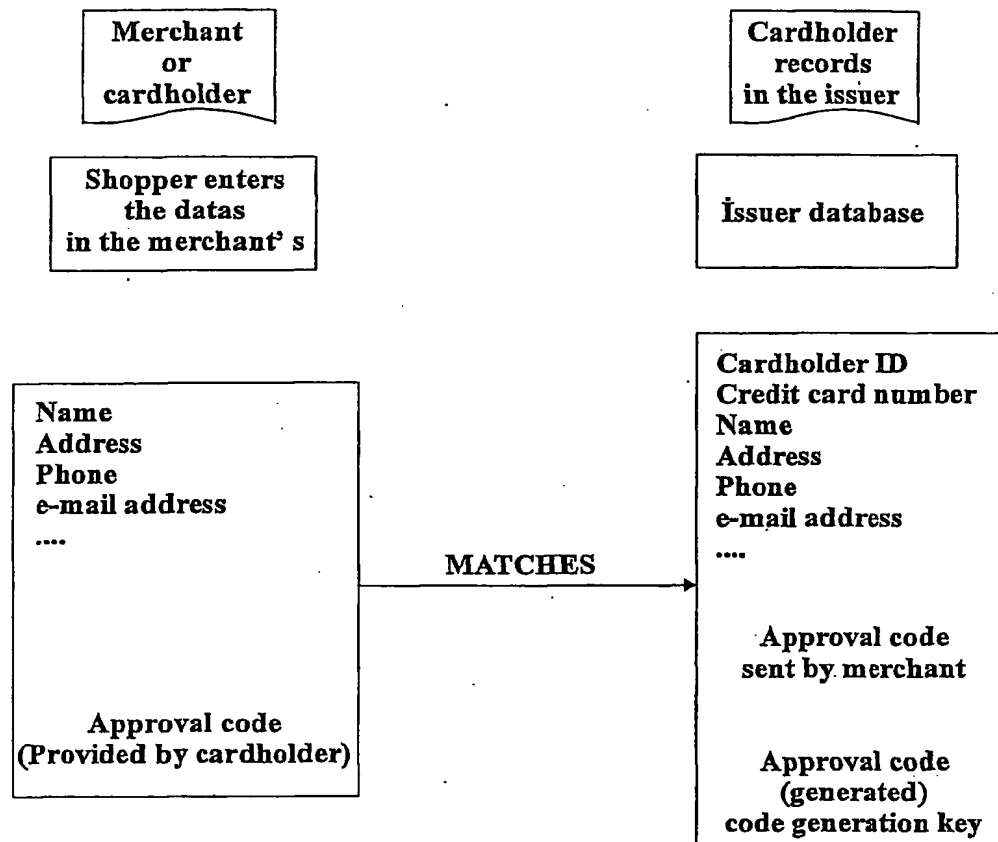 Merchant
or
cardholder
Shopper enters
the datas
in the merchant' s
Name
Address
Phone
e-mail address
....
Approval code
(Provided by cardholder)
MATCHES
Cardholder
records
in the issuer
İssuer database
Cardholder ID
Credit card number
Name
Address
Phone
e-mail address
....
Approval code
sent by merchant
Approval code
(generated)
code generation key